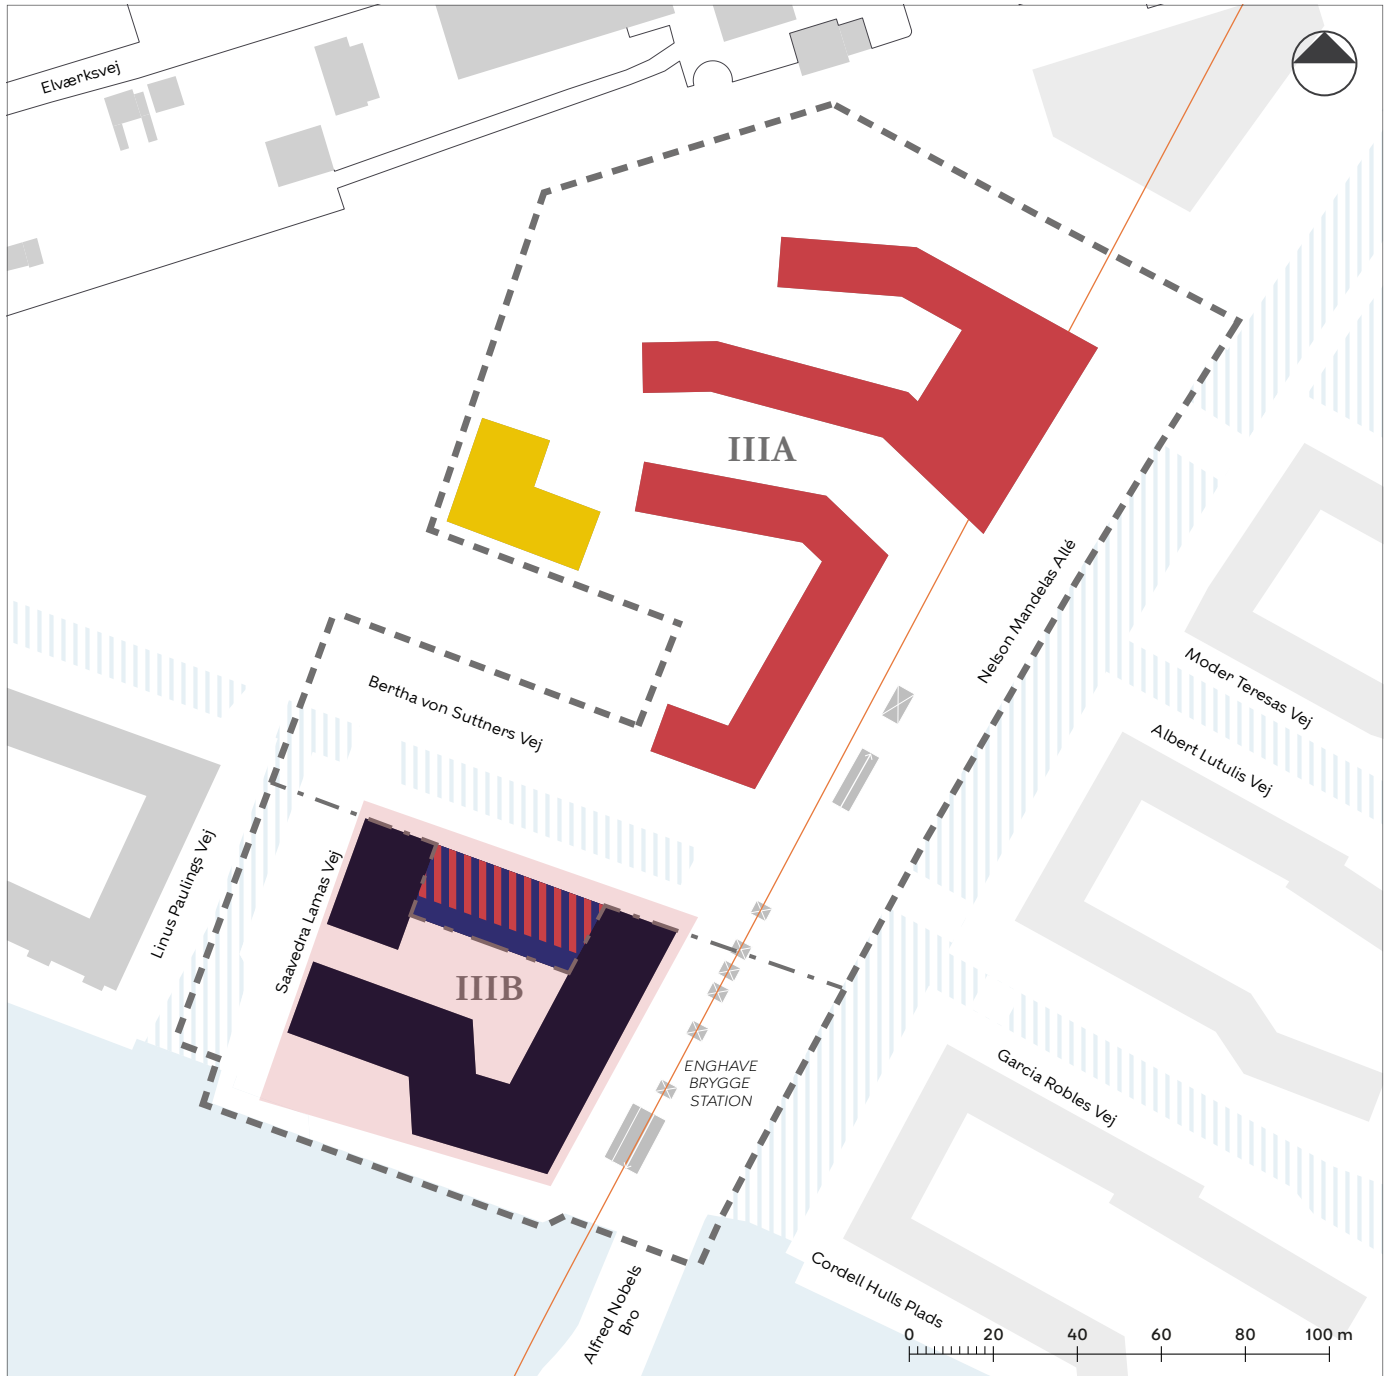 Elværksvej
IIIA
Nelson Mandelas Allé
Moder Teresas Vej
Bertha von Suttners Vej
Albert Lutulis Vej
Linus Paulings Vej
Saavedra Lamas Vej
IIIB
ENGHAVE
BRYGGE
STATION
Garcia Robles Vej
Cordell Hulls Plads
Alfred Nobels
Bro
0 20 40 60 80 100 m